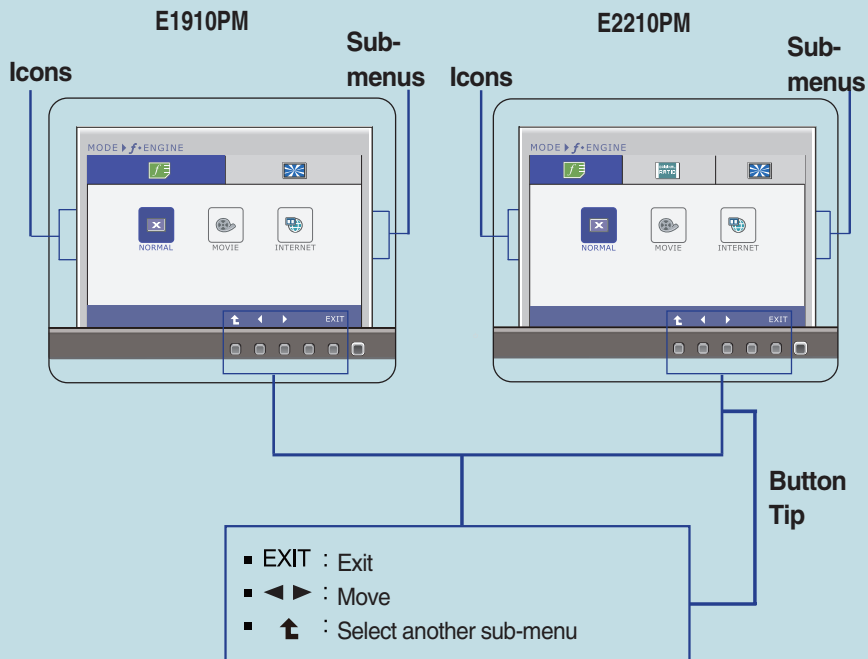 E1910PM
E2210PM
Icons
Sub-
menus
Icons
Sub-
menus
MODE ƒ•ENGINE
NORMAL
MOVIE
INTERNET
EXIT
MODE ƒ•ENGINE
RATIO
NORMAL
MOVIE
INTERNET
EXIT
Button
Tip
EXIT : Exit
◄ ► : Move
: Select another sub-menu